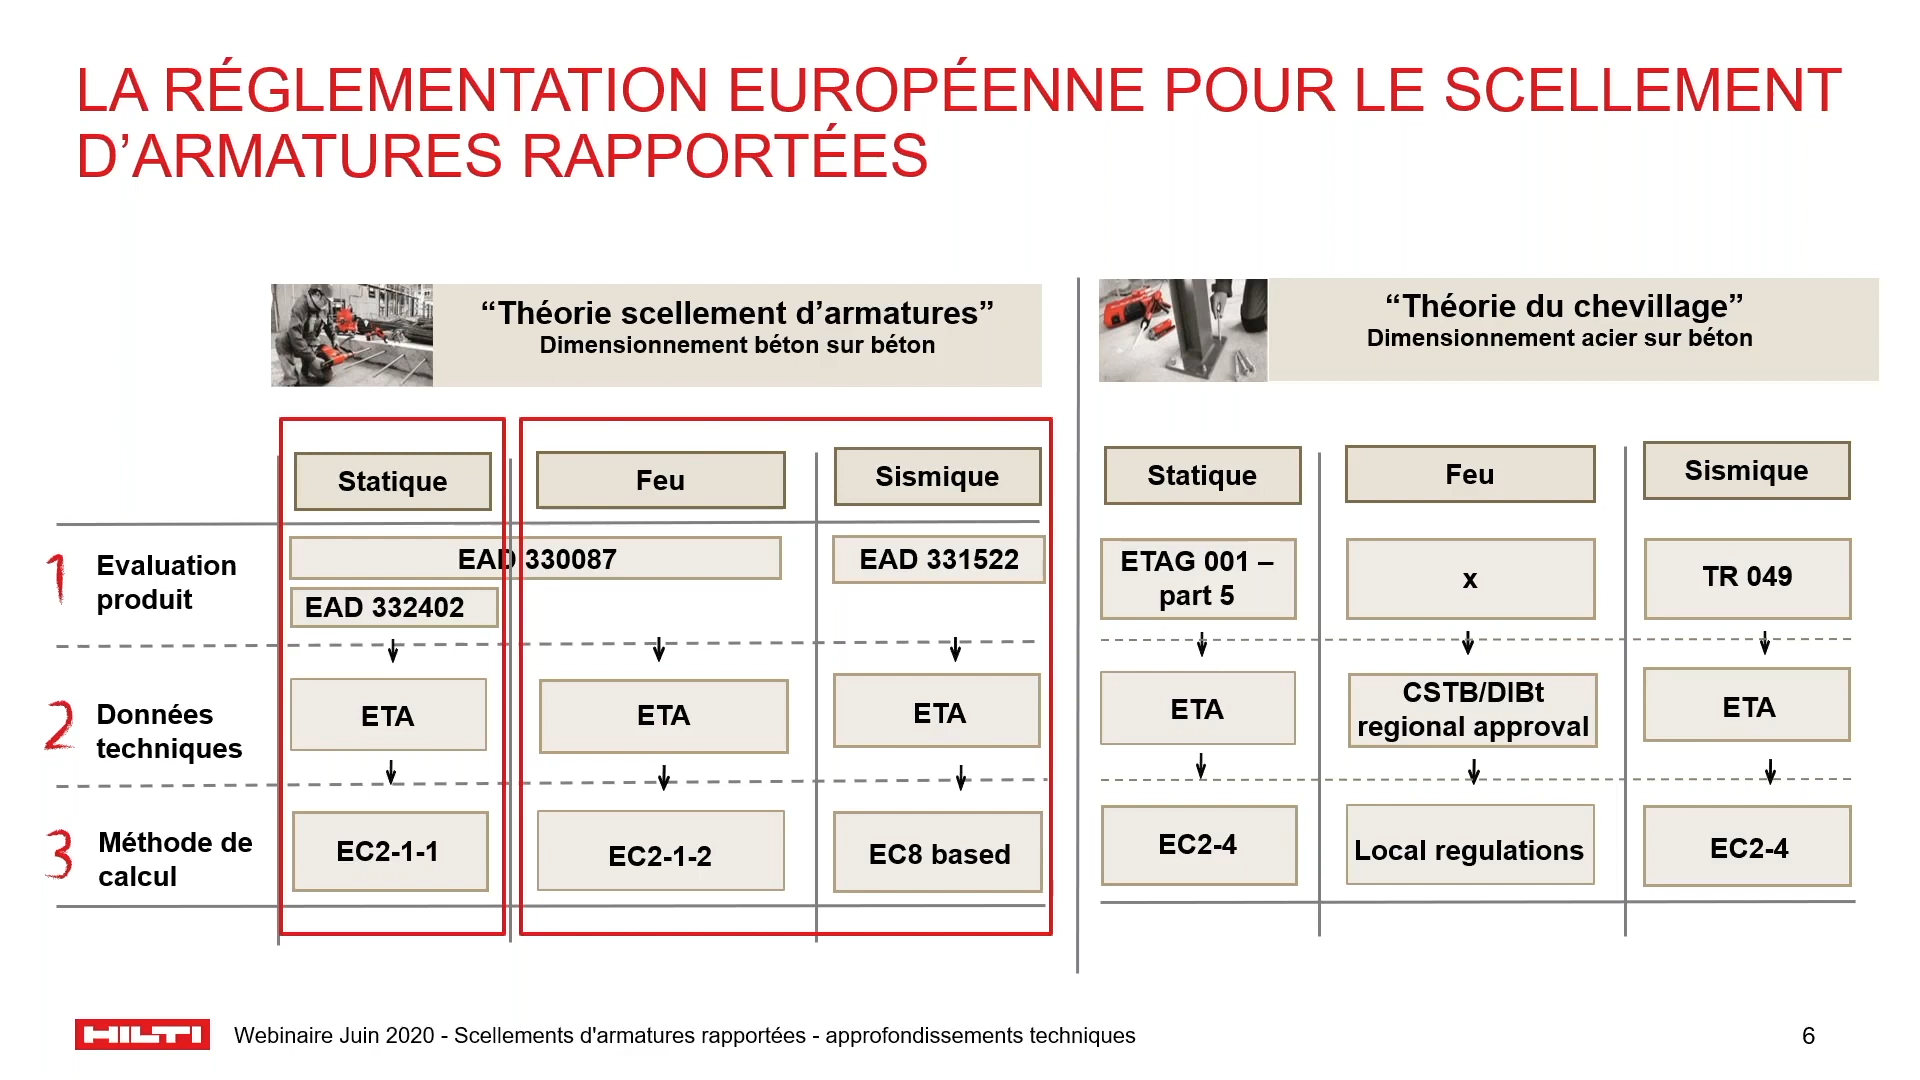 LA RÉGLEMENTATION EUROPÉENNE POUR LE SCELLEMENT
D’ARMATURES RAPPORTÉES
“Théorie scellement d’armatures”
Dimensionnement béton sur béton
“Théorie du chevillage”
Dimensionnement acier sur béton
Statique
Feu
Sismique
Statique
Feu
Sismique
1
Evaluation
produit
EAD 330087
EAD 332402
EAD 331522
ETAG 001 –
part 5
x
TR 049
2
Données
techniques
ETA
ETA
ETA
ETA
CSTB/DIBt
regional approval
ETA
3
Méthode de
calcul
EC2-1-1
EC2-1-2
EC8 based
EC2-4
Local regulations
EC2-4
HILTI
Webinaire Juin 2020 - Scellements d'armatures rapportées - approfondissements techniques
6